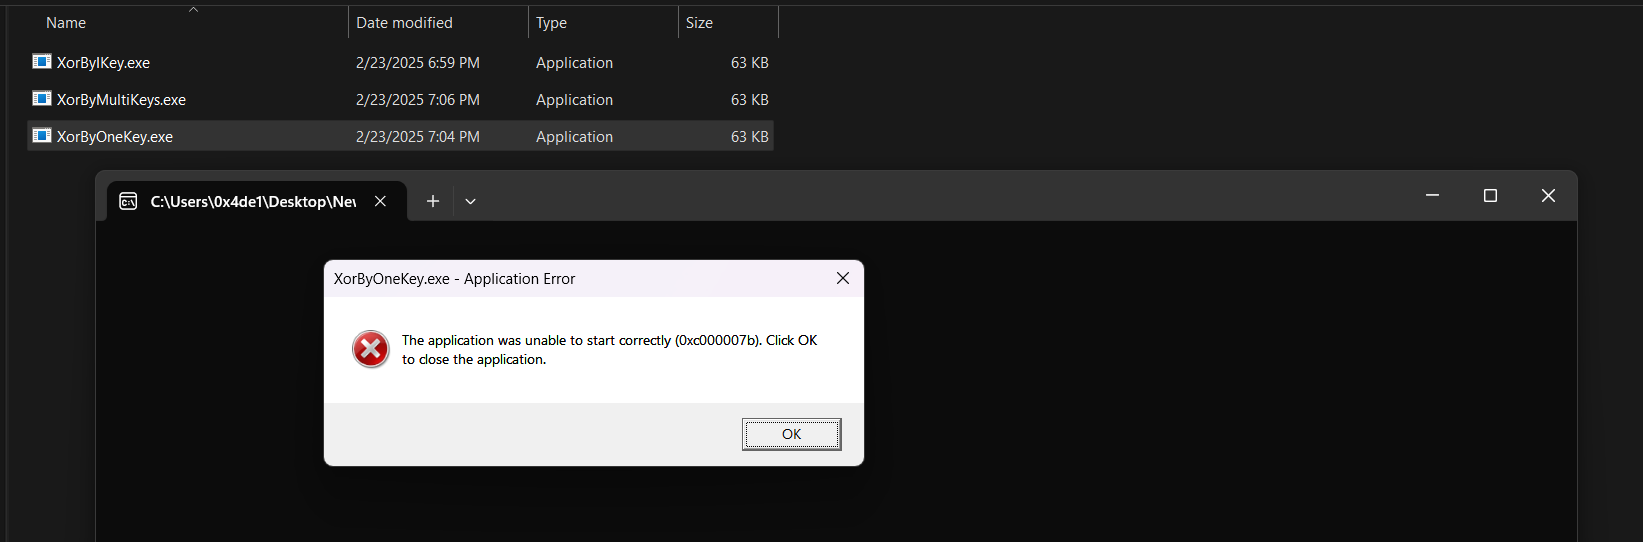 Name Date modified Type Size
XorByIKey.exe 2/23/2025 6:59 PM Application 63 KB
XorByMultiKeys.exe 2/23/2025 7:06 PM Application 63 KB
XorByOneKey.exe 2/23/2025 7:04 PM Application 63 KB
C:\Users\0x4de1\Desktop\Nev
XorByOneKey.exe - Application Error
The application was unable to start correctly (0xc000007b). Click OK
to close the application.
OK